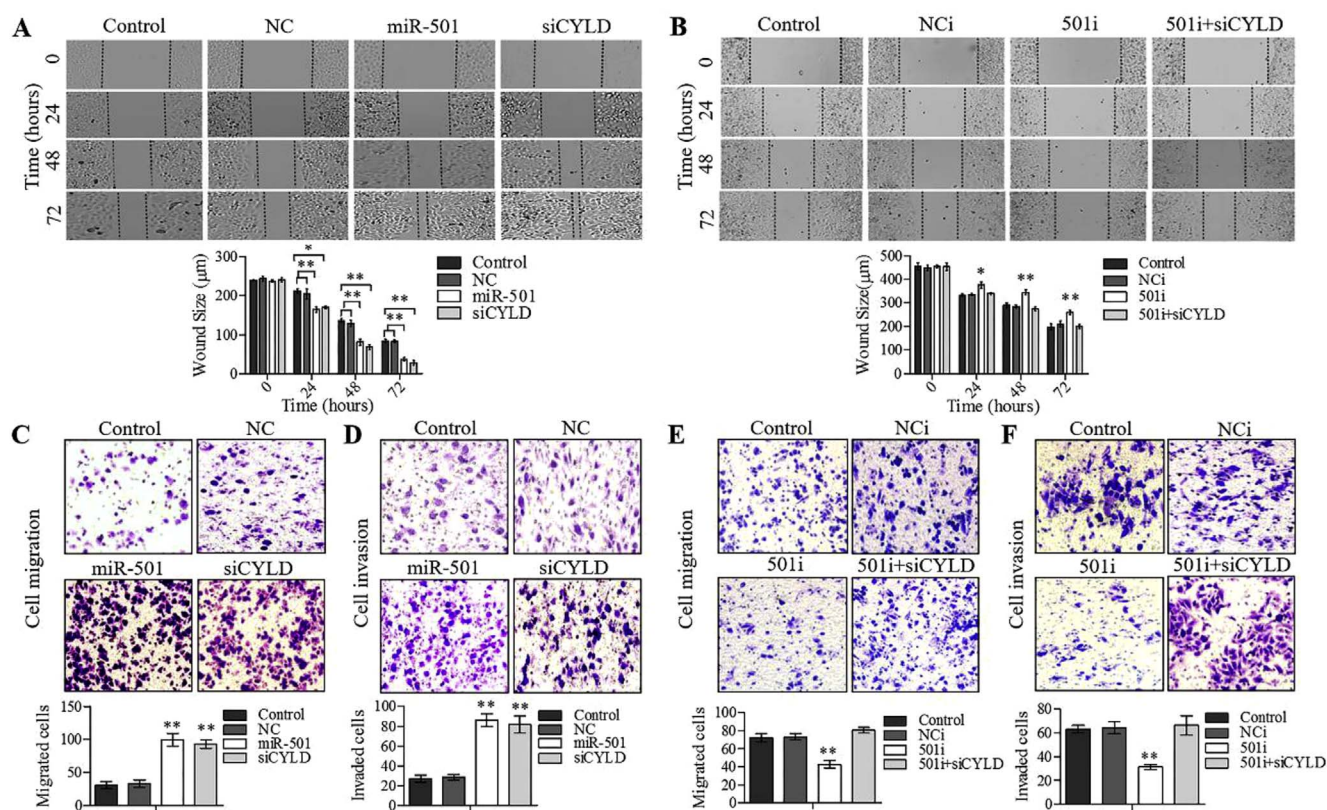 A
Control NC miR-501 siCYLD
Time (hours)
0
24
48
72
Wound Size (μm)
300
200
100
0
* ** ** ** ** **
Control
NC
miR-501
siCYLD
0 24 48 72
Time (hours)
B
Control NCi 501i 501i+siCYLD
Time (hours)
0
24
48
72
Wound Size(μm)
500
400
300
200
100
0
* ** **
Control
NCi
501i
501i+siCYLD
0 24 48 72
Time (hours)
C
Control NC
Cell migration
miR-501 siCYLD
Migrated cells
150
100
50
0
** **
Control
NC
miR-501
siCYLD
D
Control NC
Cell invasion
miR-501 siCYLD
Invaded cells
100
80
60
40
20
0
** **
Control
NC
miR-501
siCYLD
E
Control NCi
Cell migration
501i 501i+siCYLD
Migrated cells
120
100
80
60
40
20
0
**
Control
NCi
501i
501i+siCYLD
F
Control NCi
Cell invasion
501i 501i+siCYLD
Invaded cells
80
60
40
20
0
**
Control
NCi
501i
501i+siCYLD